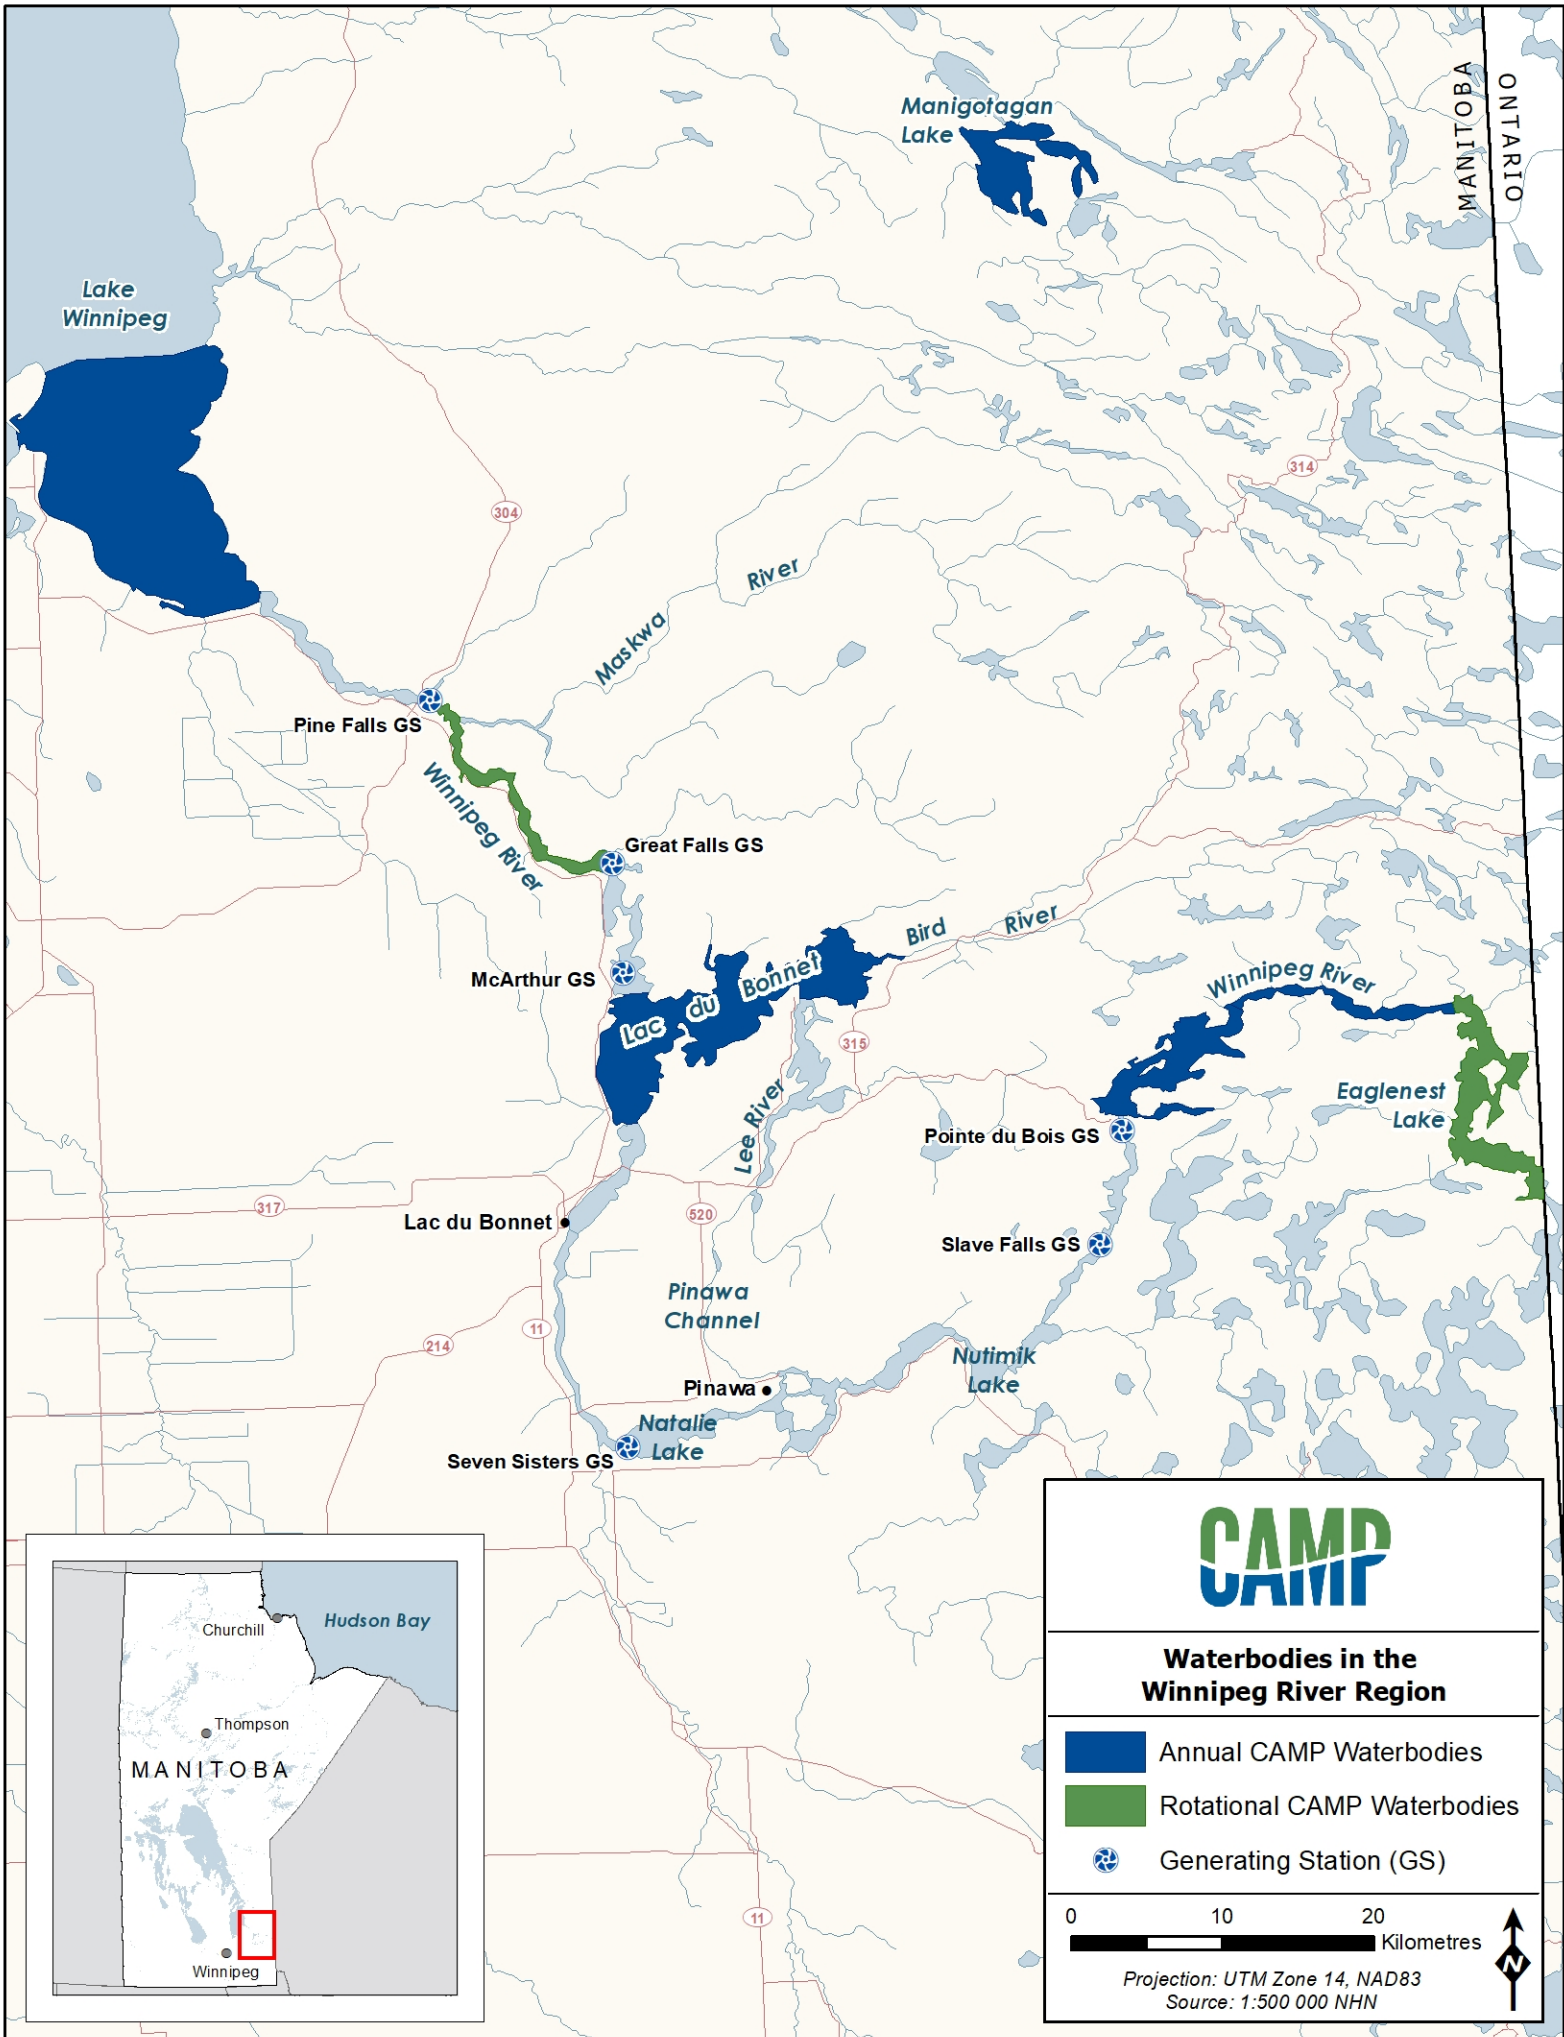 Manigotagan
Lake
MANITOBA
ONTARIO
Lake
Winnipeg
314
304
Maskwa
River
Pine Falls GS
Winnipeg River
Great Falls GS
Bird
River
McArthur GS
Lac du Bonnet
Winnipeg River
315
Eaglenest
Lake
Lee River
Pointe du Bois GS
317
520
Lac du Bonnet
Slave Falls GS
Pinawa
Channel
11
214
Nutimik
Lake
Pinawa
Natalie
Lake
Seven Sisters GS
CAMP
Waterbodies in the
Winnipeg River Region
Annual CAMP Waterbodies
Rotational CAMP Waterbodies
Generating Station (GS)
0 10 20
Kilometres
N
Projection: UTM Zone 14, NAD83
Source: 1:500 000 NHN
11
Hudson Bay
Churchill
Thompson
MANITOBA
Winnipeg